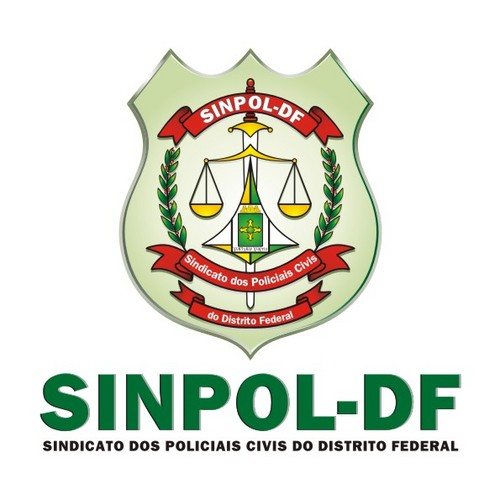 SINPOL-DF
Sindicato dos Policiais Civis
do Distrito Federal
SINPOL-DF
SINDICATO DOS POLICIAIS CIVIS DO DISTRITO FEDERAL